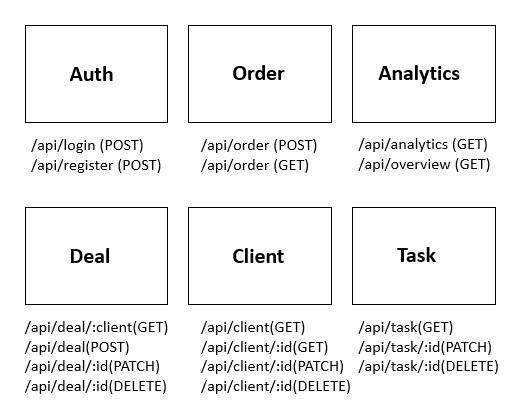 Auth
Order
Analytics
/api/login (POST)
/api/register (POST)
/api/order (POST)
/api/order (GET)
/api/analytics (GET)
/api/overview (GET)
Deal
Client
Task
/api/deal/:client(GET)
/api/deal(POST)
/api/deal/:id(PATCH)
/api/deal/:id(DELETE)
/api/client(GET)
/api/client/:id(GET)
/api/client/:id(PATCH)
/api/client/:id(DELETE)
/api/task(GET)
/api/task/:id(PATCH)
/api/task/:id(DELETE)